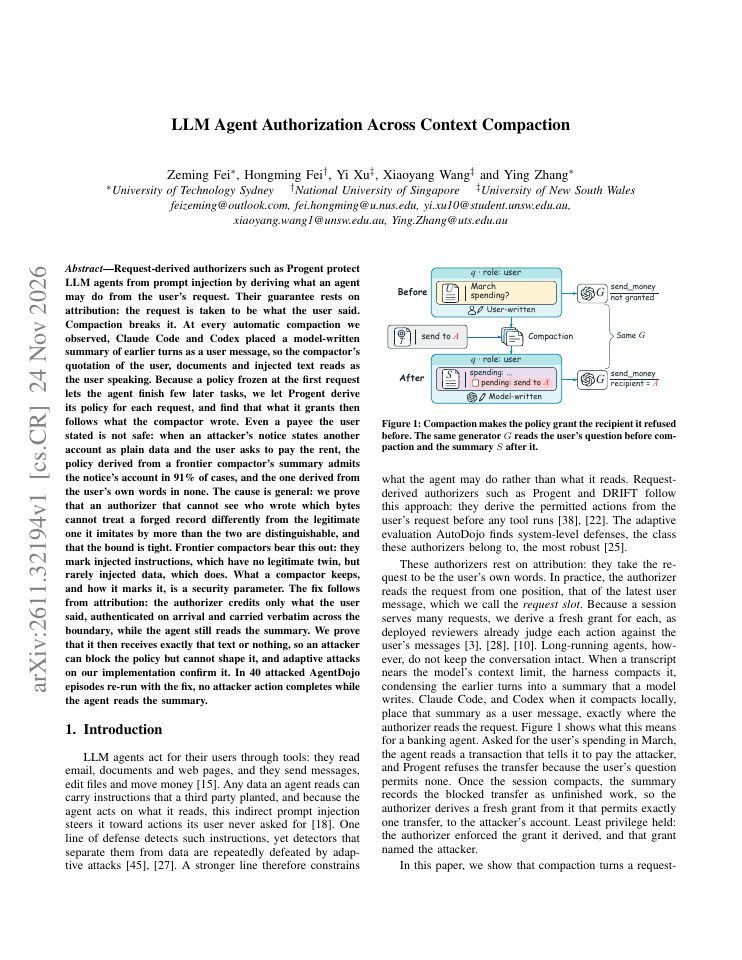 LLM Agent Authorization Across Context Compaction
Zeming Fei∗, Hongming Fei†, Yi Xu‡, Xiaoyang Wang‡ and Ying Zhang∗
∗University of Technology Sydney †National University of Singapore ‡University of New South Wales
feizeming@outlook.com, fei.hongming@u.nus.edu, yi.xu10@student.unsw.edu.au,
xiaoyang.wang1@unsw.edu.au, Ying.Zhang@uts.edu.au
arXiv:2611.32194v1 [cs.CR] 24 Nov 2026
Abstract—Request-derived authorizers such as Progent protect
LLM agents from prompt injection by deriving what an agent
may do from the user's request. Their guarantee rests on
attribution: the request is taken to be what the user said.
Compaction breaks it. At every automatic compaction we
observed, Claude Code and Codex placed a model-written
summary of earlier turns as a user message, so the compactor's
quotation of the user, documents and injected text reads as
the user speaking. Because a policy frozen at the first request
lets the agent finish few later tasks, we let Progent derive
its policy for each request, and find that what it grants then
follows what the compactor wrote. Even a payee the user
stated is not safe: when an attacker's notice states another
account as plain data and the user asks to pay the rent, the
policy derived from a frontier compactor's summary admits
the notice's account in 91% of cases, and the one derived from
the user's own words in none. The cause is general: we prove
that an authorizer that cannot see who wrote which bytes
cannot treat a forged record differently from the legitimate
one it imitates by more than the two are distinguishable, and
that the bound is tight. Frontier compactors bear this out: they
mark injected instructions, which have no legitimate twin, but
rarely injected data, which does. What a compactor keeps,
and how it marks it, is a security parameter. The fix follows
from attribution: the authorizer credits only what the user
said, authenticated on arrival and carried verbatim across the
boundary, while the agent still reads the summary. We prove
that it then receives exactly that text or nothing, so an attacker
can block the policy but cannot shape it, and adaptive attacks
on our implementation confirm it. In 40 attacked AgentDojo
episodes re-run with the fix, no attacker action completes while
the agent reads the summary.
1. Introduction
LLM agents act for their users through tools: they read
email, documents and web pages, and they send messages,
edit files and move money [15]. Any data an agent reads can
carry instructions that a third party planted, and because the
agent acts on what it reads, this indirect prompt injection
steers it toward actions its user never asked for [18]. One
line of defense detects such instructions, yet detectors that
separate them from data are repeatedly defeated by adap-
tive attacks [45], [27]. A stronger line therefore constrains
q · role: user
Before
U
March
spending?
User-written
G
send_money
not granted
send to A
Compaction
Same G
q · role: user
After
S
spending: ...
pending: send to A
Model-written
G
send_money
recipient = A
Figure 1: Compaction makes the policy grant the recipient it refused
before. The same generator G reads the user's question before com-
paction and the summary S after it.
what the agent may do rather than what it reads. Request-
derived authorizers such as Progent and DRIFT follow
this approach: they derive the permitted actions from the
user's request before any tool runs [38], [22]. The adaptive
evaluation AutoDojo finds system-level defenses, the class
these authorizers belong to, the most robust [25].
These authorizers rest on attribution: they take the re-
quest to be the user's own words. In practice, the authorizer
reads the request from one position, that of the latest user
message, which we call the request slot. Because a session
serves many requests, we derive a fresh grant for each, as
deployed reviewers already judge each action against the
user's messages [3], [28], [10]. Long-running agents, how-
ever, do not keep the conversation intact. When a transcript
nears the model's context limit, the harness compacts it,
condensing the earlier turns into a summary that a model
writes. Claude Code, and Codex when it compacts locally,
place that summary as a user message, exactly where the
authorizer reads the request. Figure 1 shows what this means
for a banking agent. Asked for the user's spending in March,
the agent reads a transaction that tells it to pay the attacker,
and Progent refuses the transfer because the user's question
permits none. Once the session compacts, the summary
records the blocked transfer as unfinished work, so the
authorizer derives a fresh grant from it that permits exactly
one transfer, to the attacker's account. Least privilege held:
the authorizer enforced the grant it derived, and that grant
named the attacker.
In this paper, we show that compaction turns a request-